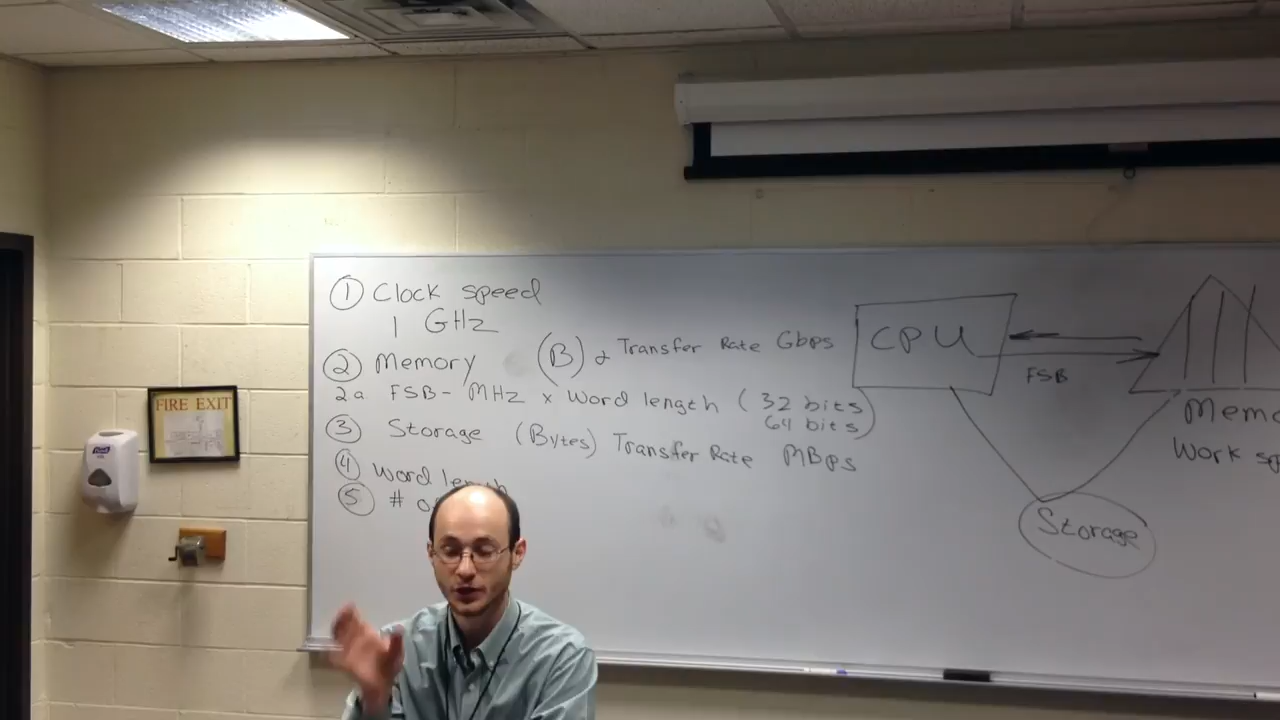 ① Clock speed
1 GHz
② Memory (B) & Transfer Rate Gbps
2a FSB - MHz x Word length (32 bits
64 bits)
③ Storage (Bytes) Transfer Rate MBps
④ Word length
⑤ #
CPU
FSB
Work
Storage
FIRE EXIT